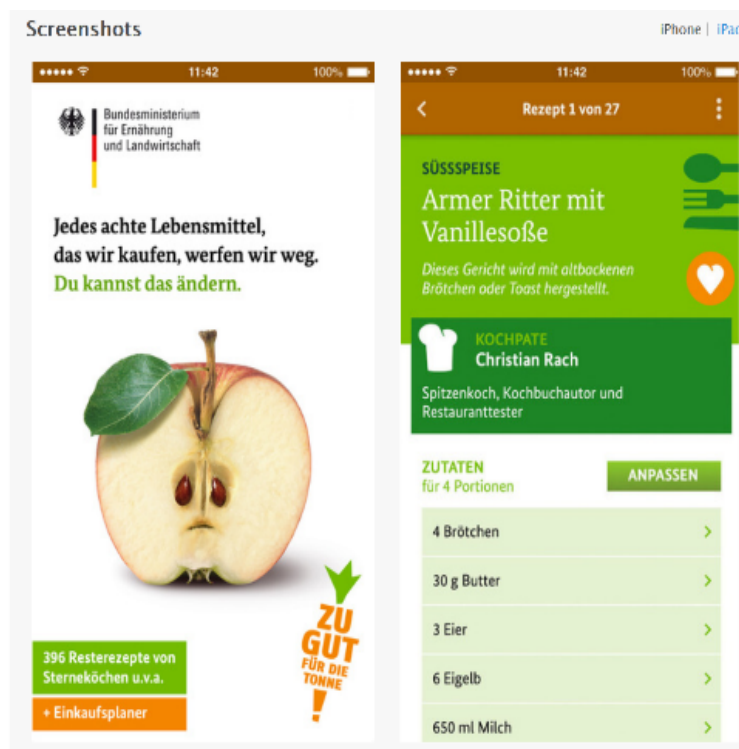 Screenshots
iPhone | iPad
11:42
100%
Bundesministerium
für Ernährung
und Landwirtschaft
Jedes achte Lebensmittel,
das wir kaufen, werfen wir weg.
Du kannst das ändern.
396 Resterezepte von
Sterneköchen u.v.a.
+ Einkaufsplaner
ZU
GUT
FÜR DIE
TONNE
!
11:42
100%
Rezept 1 von 27
SÜSSSPEISE
Armer Ritter mit
Vanillesoße
Dieses Gericht wird mit altbackenen
Brötchen oder Toast hergestellt.
KOCHPATE
Christian Rach
Spitzenkoch, Kochbuchautor und
Restauranttester
ZUTATEN
für 4 Portionen
ANPASSEN
4 Brötchen
30 g Butter
3 Eier
6 Eigelb
650 ml Milch